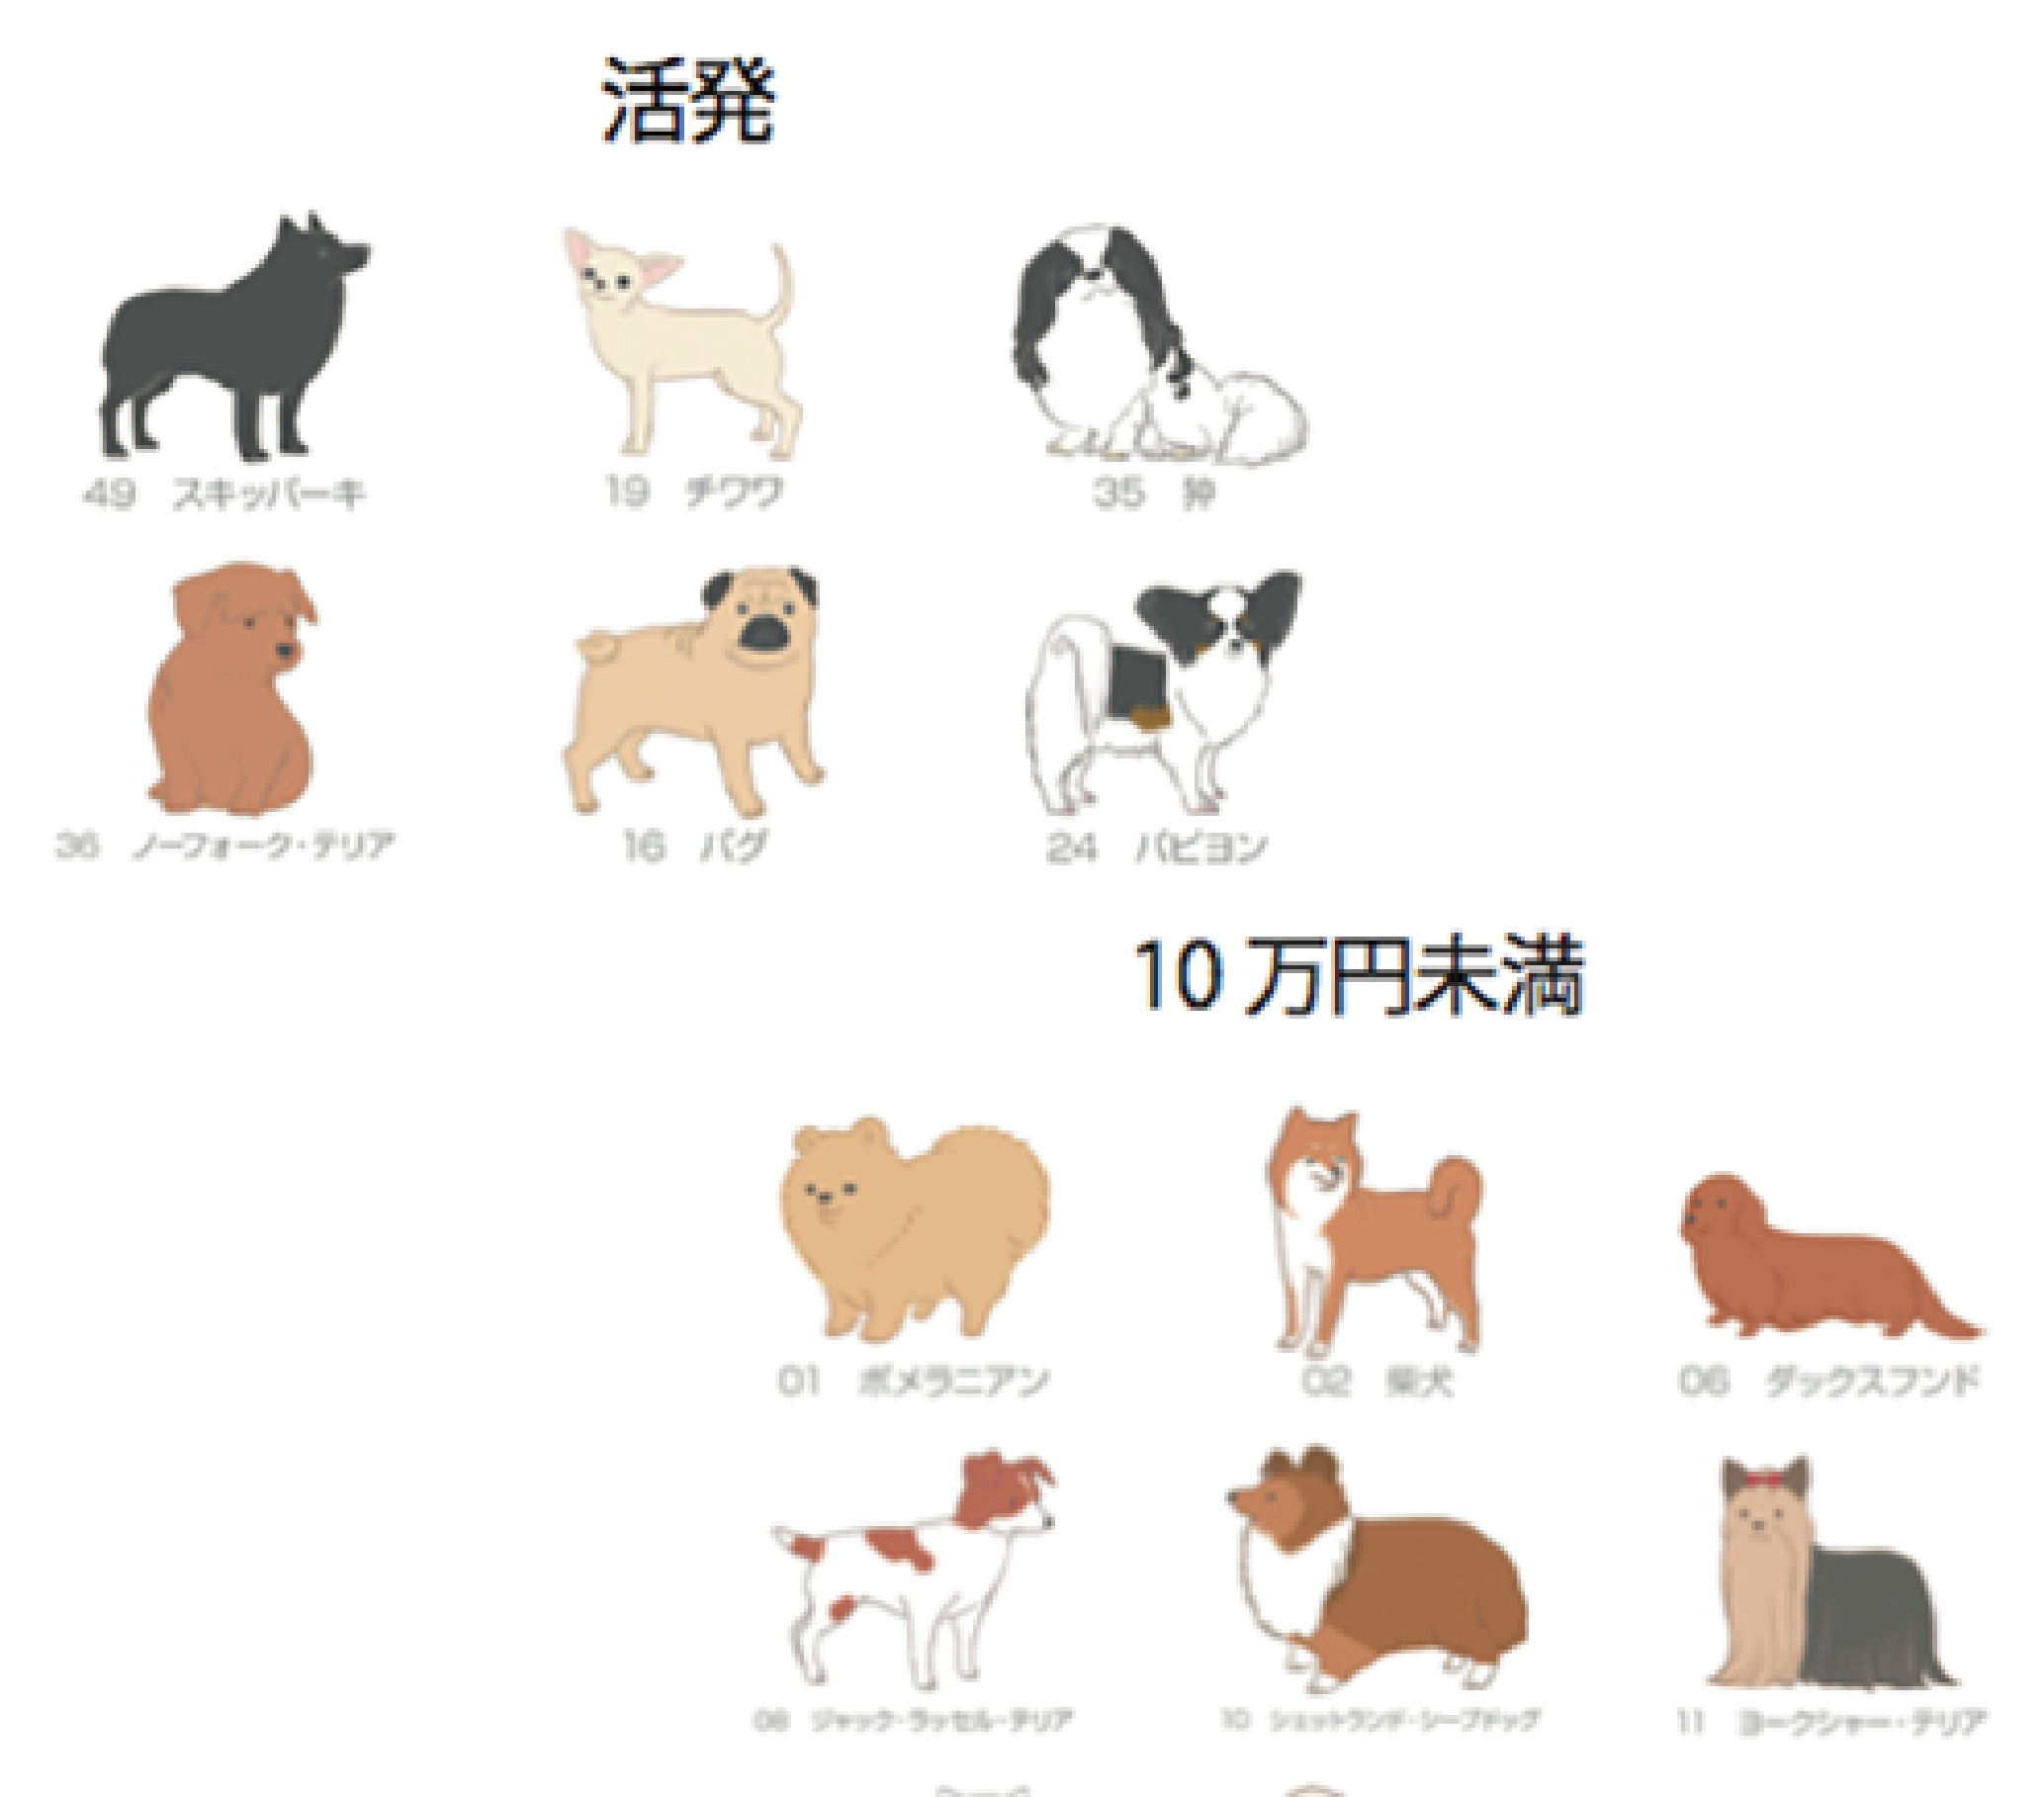 活発
49 スキッパーキ
19 チワワ
35 狆
36 ノーフォーク・テリア
16 パグ
24 パピヨン
10 万円未満
01 ポメラニアン
02 柴犬
06 ダックスフンド
08 ジャック・ラッセル・テリア
10 シェットランド・シープドッグ
11 ヨークシャー・テリア